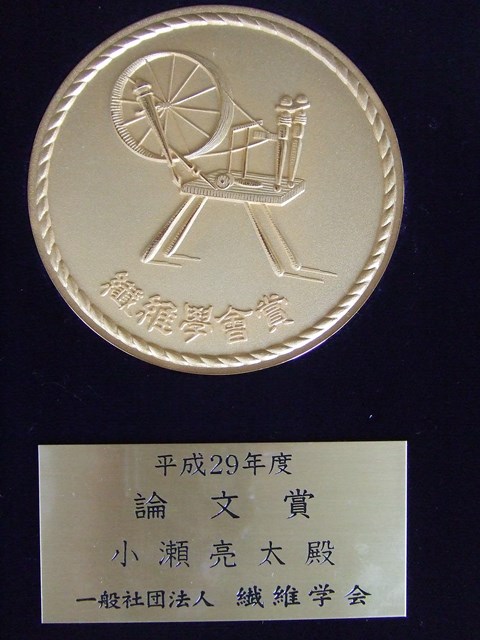 纖維學會賞
平成29年度
論文賞
小瀬亮太殿
一般社団法人 繊維学会